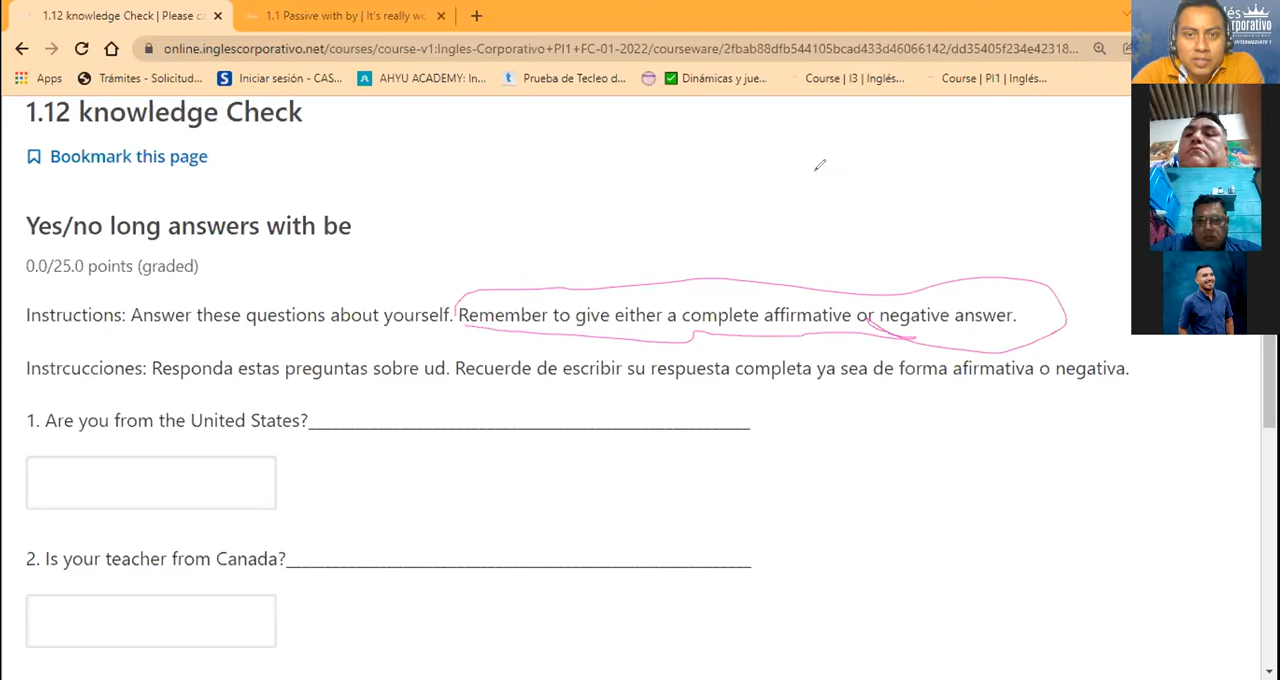 1.12 knowledge Check | Please c
1.1 Passive with by | It's really w
online.inglescorporativo.net/courses/course-v1:Ingles-Corporativo+PI1+FC-01-2022/courseware/2fbab88dfb544105bcad433d46066142/dd35405f234e42318...
Apps Trámites - Solicitud... Iniciar sesión - CAS... AHYU ACADEMY: In... Prueba de Tecleo d... Dinámicas y jue... Course | I3 | Inglés... Course | PI1 | Inglés...
INTERMEDIATE 1
1.12 knowledge Check
Bookmark this page
Yes/no long answers with be
0.0/25.0 points (graded)
Instructions: Answer these questions about yourself. Remember to give either a complete affirmative or negative answer.
Instrcucciones: Responda estas preguntas sobre ud. Recuerde de escribir su respuesta completa ya sea de forma afirmativa o negativa.
1. Are you from the United States?
2. Is your teacher from Canada?